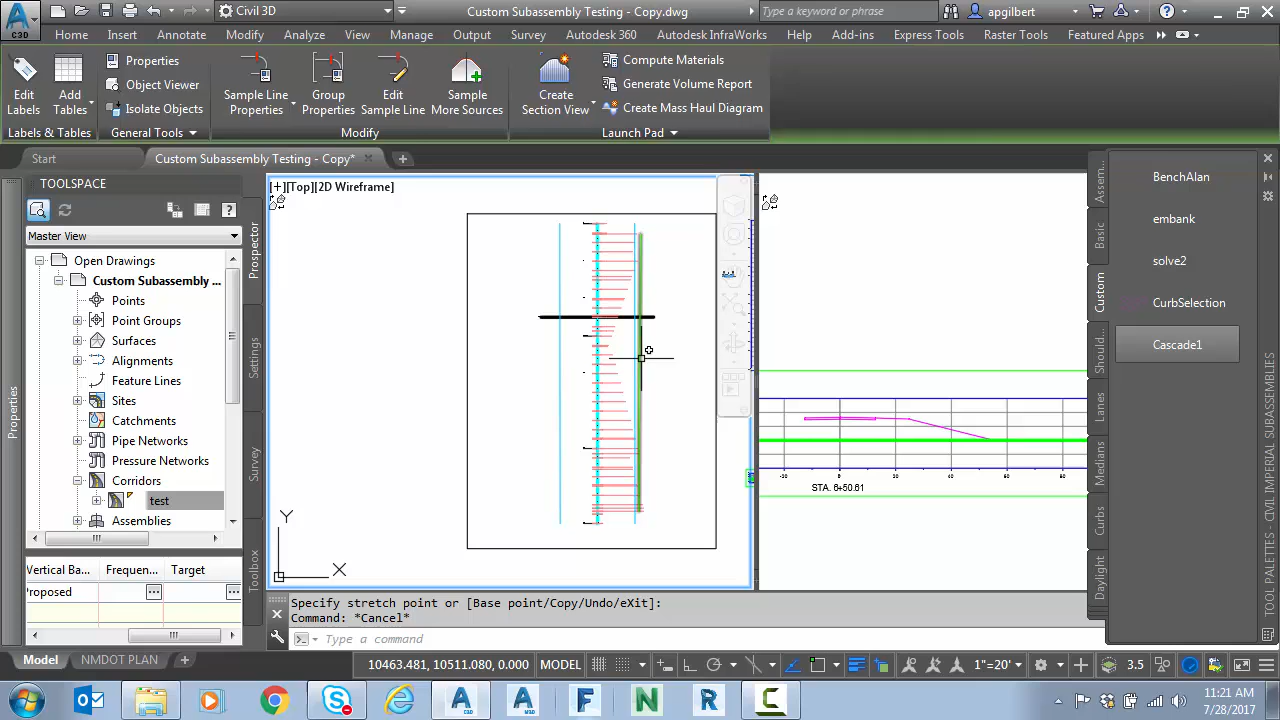 C3D
Civil 3D
Custom Subassembly Testing - Copy.dwg
Type a keyword or phrase
apgilbert
Home
Insert
Annotate
Modify
Analyze
View
Manage
Output
Survey
Autodesk 360
Autodesk InfraWorks
Help
Add-ins
Express Tools
Raster Tools
Featured Apps
Edit
Labels
Add
Tables
Properties
Object Viewer
Isolate Objects
Sample Line
Properties
Group
Properties
Edit
Sample Line
Sample
More Sources
Create
Section View
Compute Materials
Generate Volume Report
Create Mass Haul Diagram
Labels & Tables
General Tools
Modify
Launch Pad
Start
Custom Subassembly Testing - Copy*
TOOLSPACE
Master View
Open Drawings
Custom Subassembly ...
Points
Point Groups
Surfaces
Alignments
Feature Lines
Sites
Catchments
Pipe Networks
Pressure Networks
Corridors
test
Assemblies
Vertical Ba...
Frequen...
Target
Prospector
Settings
Survey
Toolbox
Properties
[+][Top][2D Wireframe]
Y
X
STA. 6+50.61
Assem...
Basic
Custom
Should...
Lanes
Medians
Curbs
Daylight
BenchAlan
embank
solve2
CurbSelection
Cascade1
TOOL PALETTES - CIVIL IMPERIAL SUBASSEMBLIES
Specify stretch point or [Base point/Copy/Undo/eXit]:
Command: *Cancel*
Type a command
Model
NMDOT PLAN
10463.481, 10511.080, 0.000
MODEL
1"=20'
3.5
11:21 AM
7/28/2017